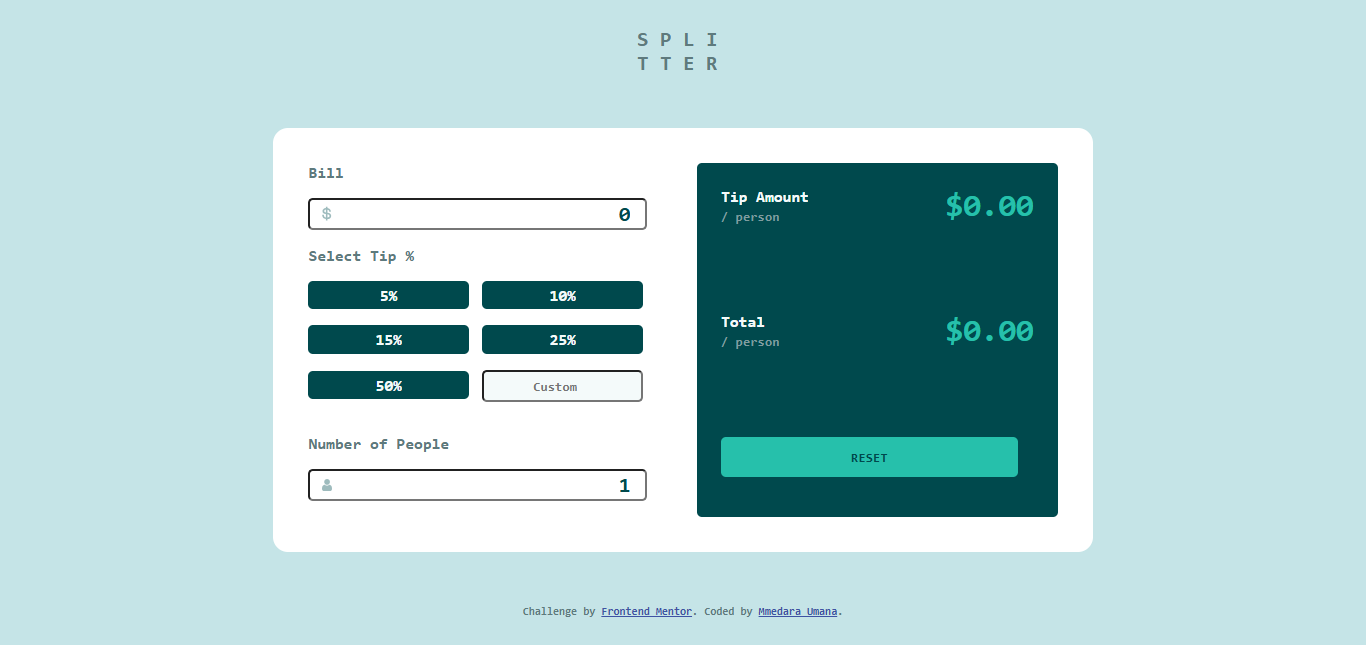 S P L I
T T E R
Bill
$ 0
Select Tip %
5% 10%
15% 25%
50% Custom
Number of People
1
Tip Amount
/ person
$0.00
Total
/ person
$0.00
RESET
Challenge by Frontend Mentor. Coded by Mmedara Umana.